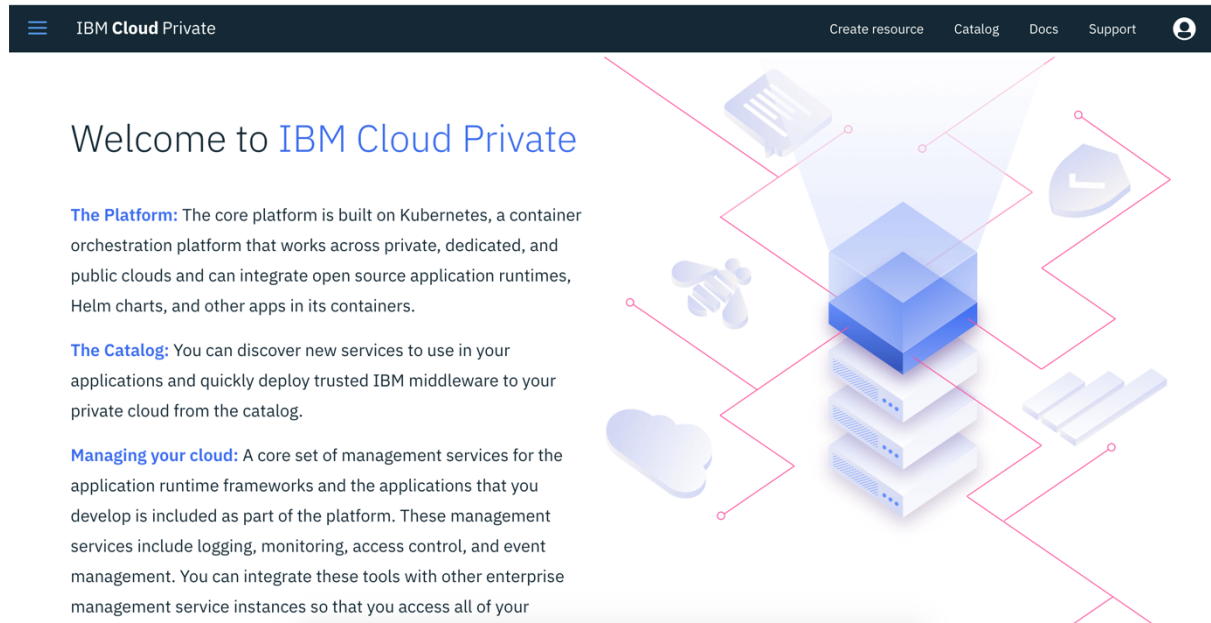 IBM Cloud Private
Create resource
Catalog
Docs
Support
Welcome to IBM Cloud Private
The Platform: The core platform is built on Kubernetes, a container
orchestration platform that works across private, dedicated, and
public clouds and can integrate open source application runtimes,
Helm charts, and other apps in its containers.
The Catalog: You can discover new services to use in your
applications and quickly deploy trusted IBM middleware to your
private cloud from the catalog.
Managing your cloud: A core set of management services for the
application runtime frameworks and the applications that you
develop is included as part of the platform. These management
services include logging, monitoring, access control, and event
management. You can integrate these tools with other enterprise
management service instances so that you access all of your